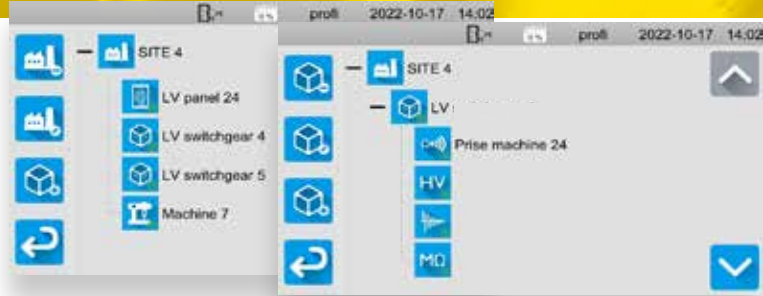 profi 2022-10-17 14:02
SITE 4
LV panel 24
LV switchgear 4
LV switchgear 5
Machine 7
profi 2022-10-17 14:02
SITE 4
LV
Prise machine 24
HV
MΩ